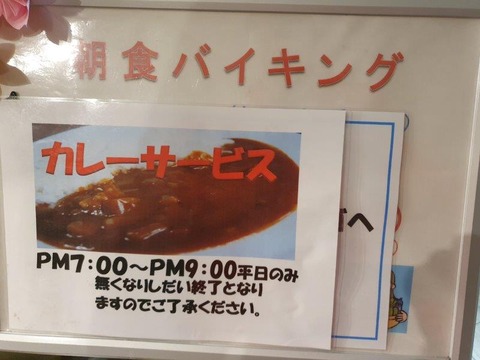 朝食バイキング
カレーサービス
PM7:00～PM9:00平日のみ
無くなりしだい終了となり
ますのでご了承ください。
へ